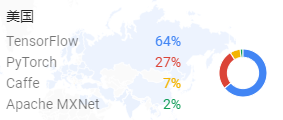 美国
TensorFlow 64%
PyTorch 27%
Caffe 7%
Apache MXNet 2%